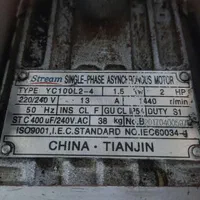 Stream SINGLE-PHASE ASYNCHRONOUS MOTOR
TYPE YC100L2-4 1.5 kW 2 HP
220/240 V 13 A 1440 r/min
50 Hz INS CL F GU CL IP54 DUTY S1
ST C 400 uF/240V.AC 38 kg No.B
ISO9001,I.E.C.STANDARD NO.IEC60034-1
CHINA · TIANJIN